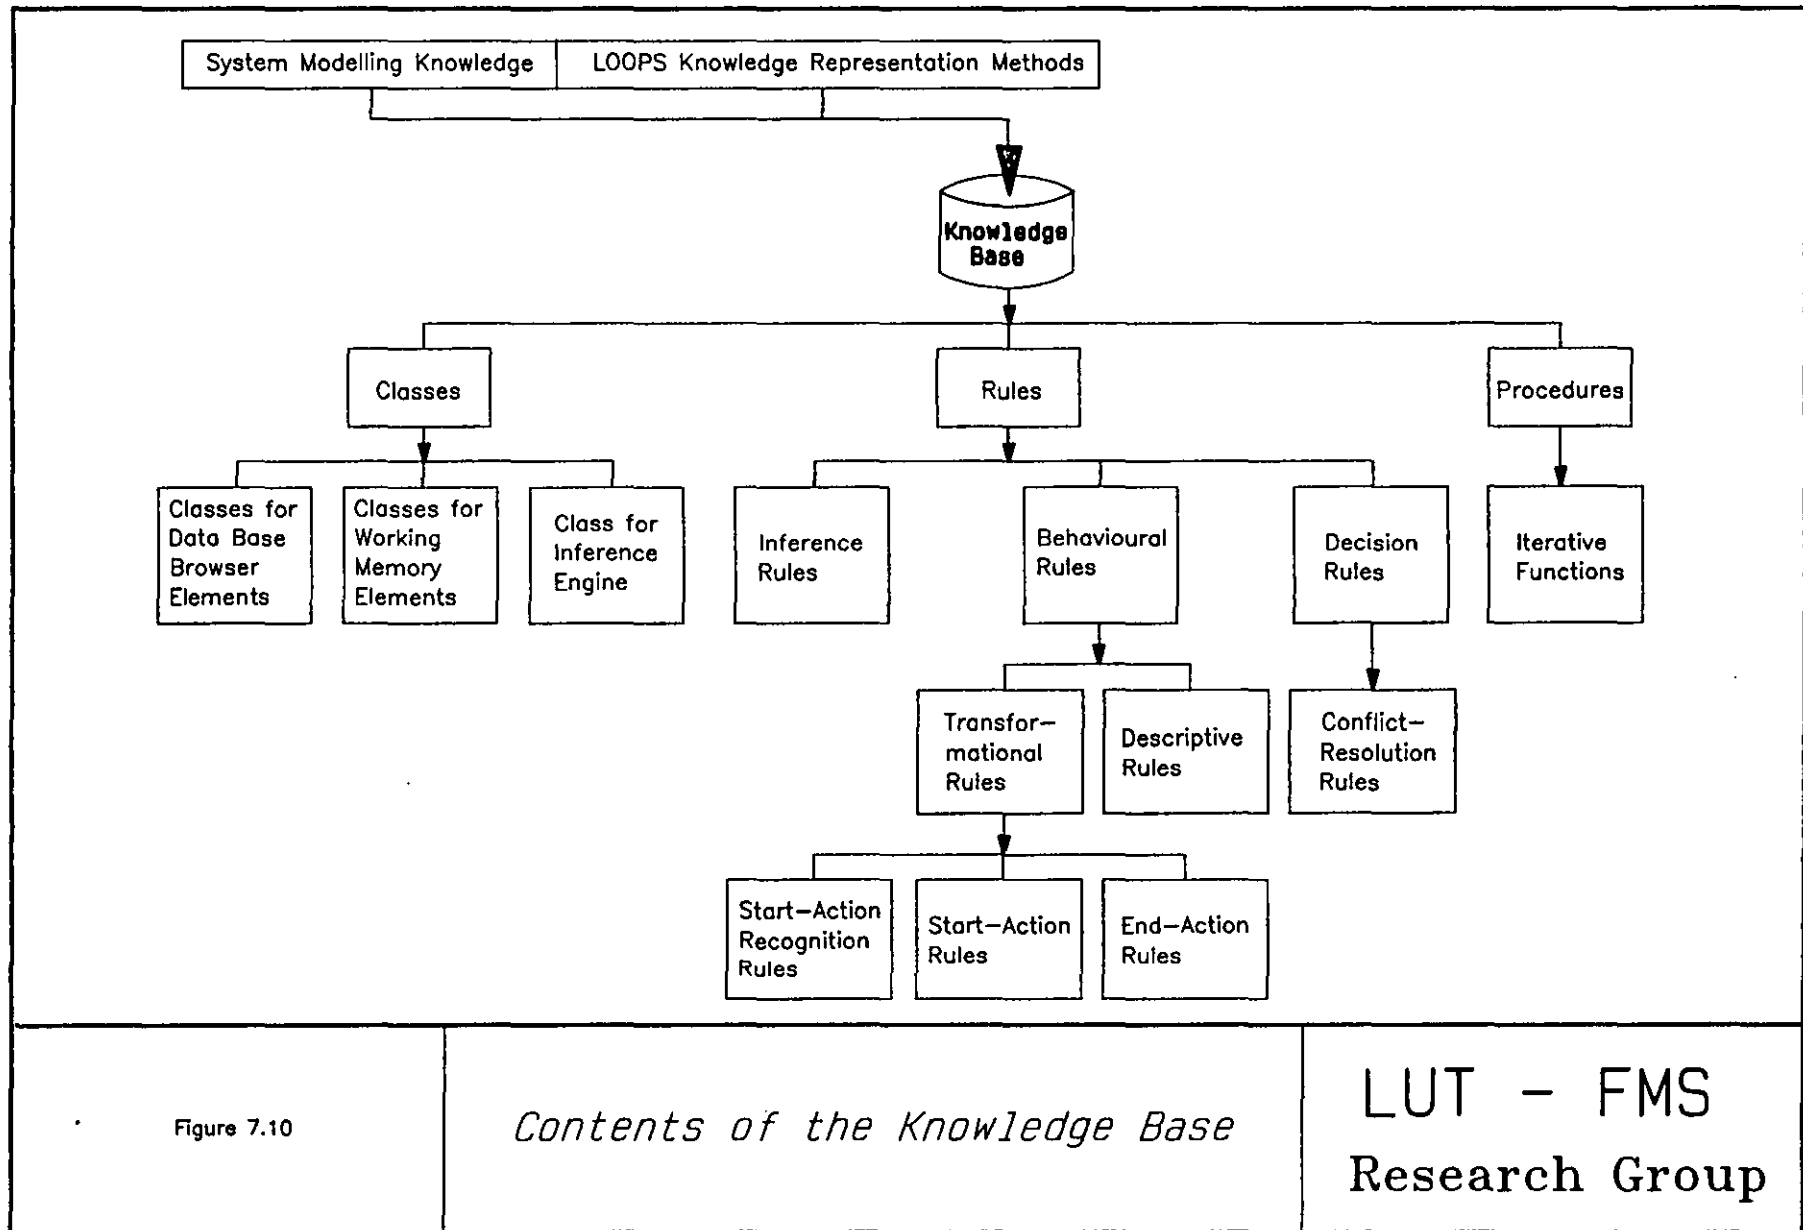 System Modelling Knowledge
LOOPS Knowledge Representation Methods
Knowledge
Base
Classes
Rules
Procedures
Classes for
Data Base
Browser
Elements
Classes for
Working
Memory
Elements
Class for
Inference
Engine
Inference
Rules
Behavioural
Rules
Decision
Rules
Iterative
Functions
Transfor-
mational
Rules
Descriptive
Rules
Conflict-
Resolution
Rules
Start-Action
Recognition
Rules
Start-Action
Rules
End-Action
Rules
Figure 7.10
Contents of the Knowledge Base
LUT - FMS
Research Group